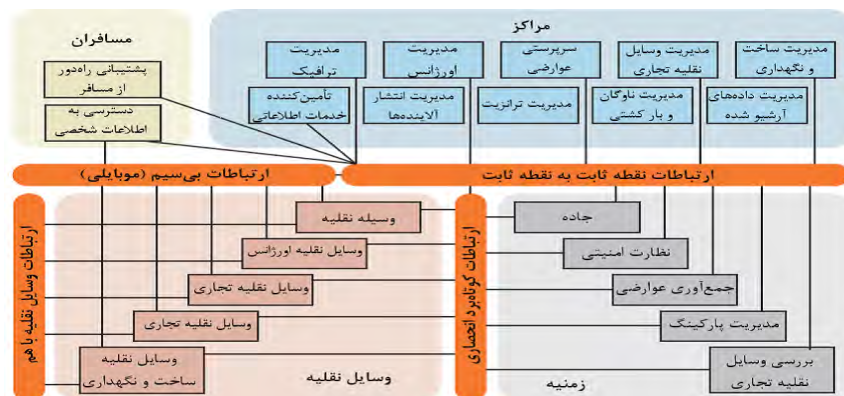 مراکز
مسافران
مدیریت ساخت
و نگهداری
مدیریت وسایل
نقلیه تجاری
سرپرستی
عوارضی
مدیریت
اورژانس
مدیریت
ترافیک
پشتیبانی راه‌دور
از مسافر
مدیریت داده‌های
آرشیو شده
مدیریت ناوگان
و بار کشتی
مدیریت ترانزیت
مدیریت انتشار
آلاینده‌ها
تأمین‌کننده
خدمات اطلاعاتی
دسترسی به
اطلاعات شخصی
ارتباطات نقطه ثابت به نقطه ثابت
ارتباطات بی‌سیم (موبایلی)
جاده
نظارت امنیتی
جمع‌آوری عوارضی
مدیریت پارکینگ
بررسی وسایل
نقلیه تجاری
زمنیه
ارتباطات کوتاه‌برد انحصاری
وسیله نقلیه
وسایل نقلیه اورژانس
وسایل نقلیه تجاری
وسایل نقلیه تجاری
وسایل نقلیه
ساخت و نگهداری
وسایل نقلیه
ارتباطات وسایل نقلیه با هم